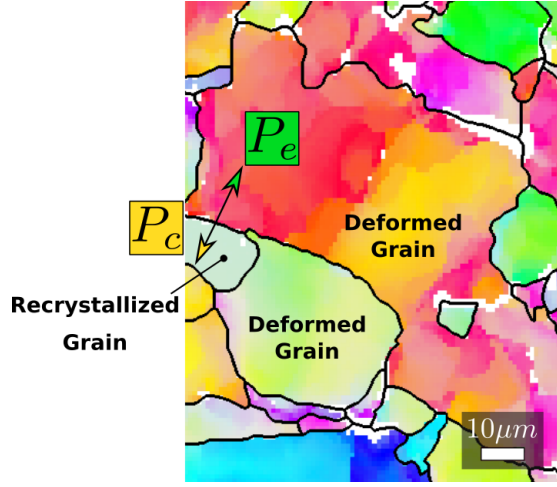 P_e
P_c
Deformed
Grain
Recrystallized
Grain
Deformed
Grain
10μm